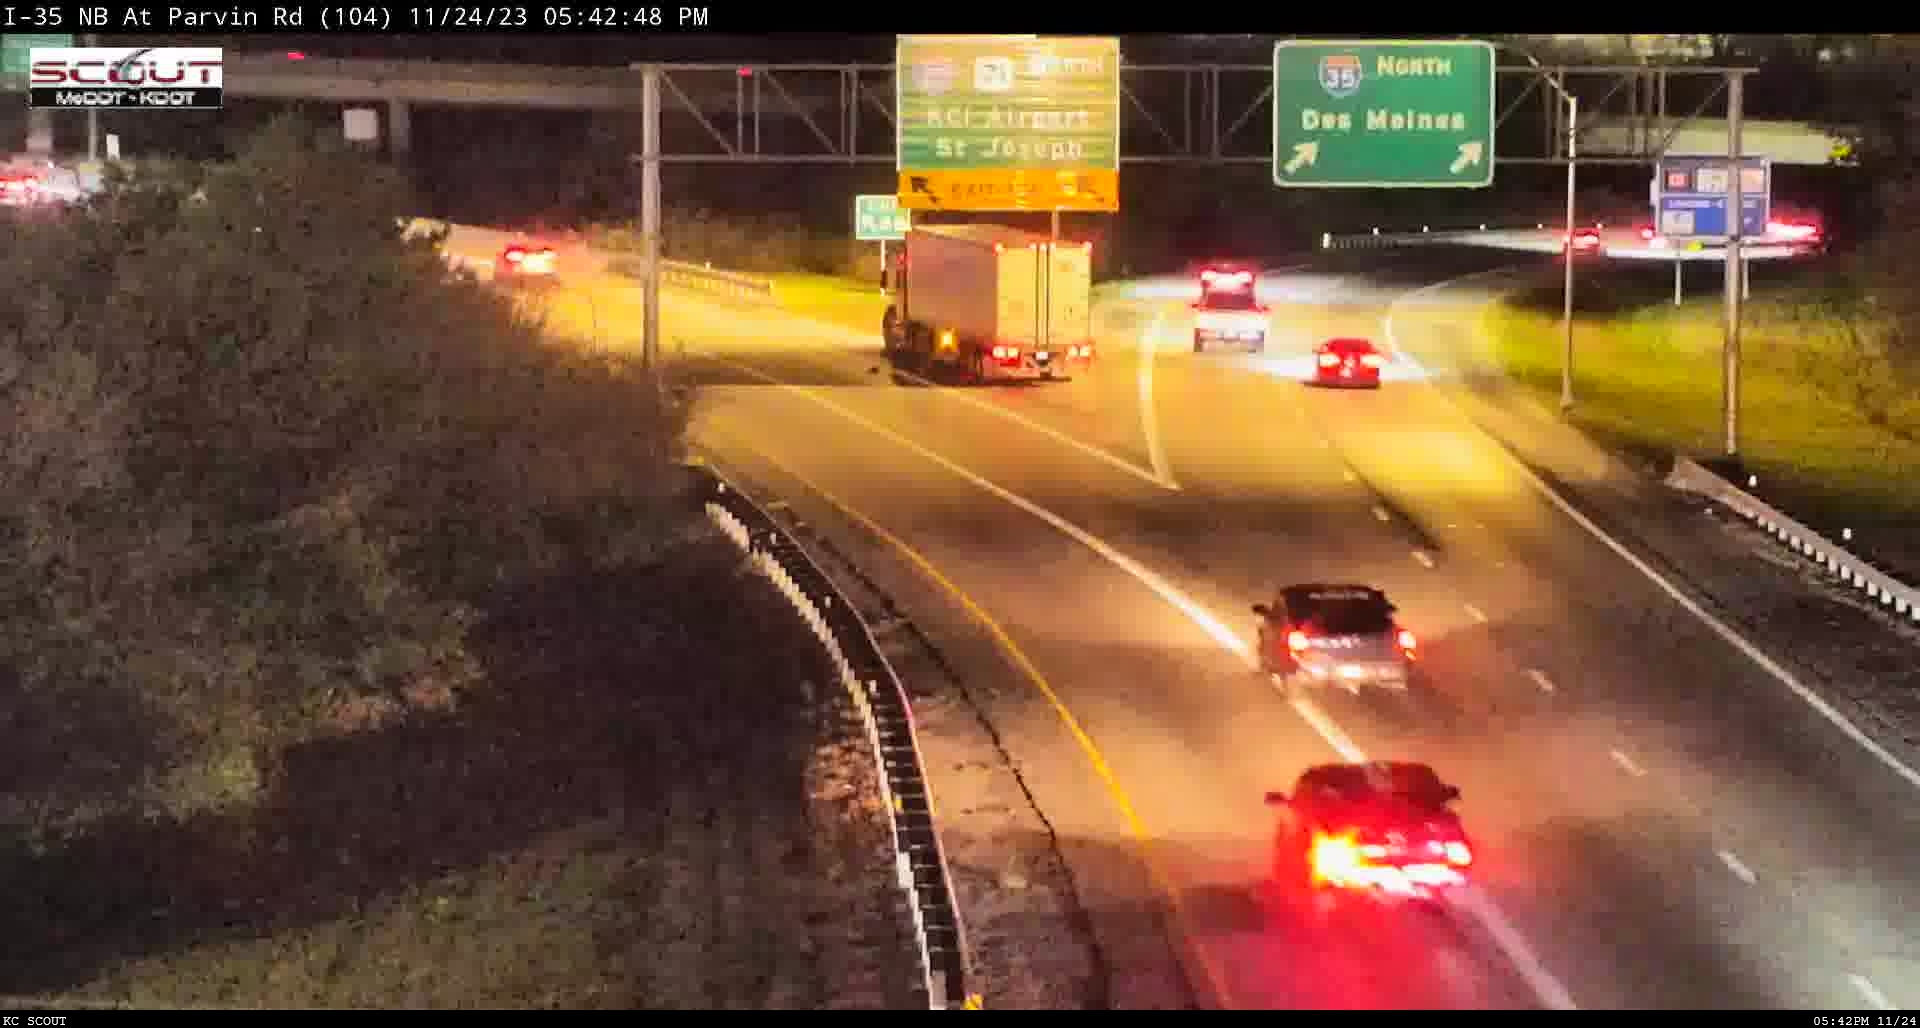 I-35 NB At Parvin Rd (104) 11/24/23 05:42:48 PM
SCOUT
MoDOT - KDOT
NORTH
KCI Airport
St Joseph
35 NORTH
Des Moines
KC SCOUT
05:42PM 11/24